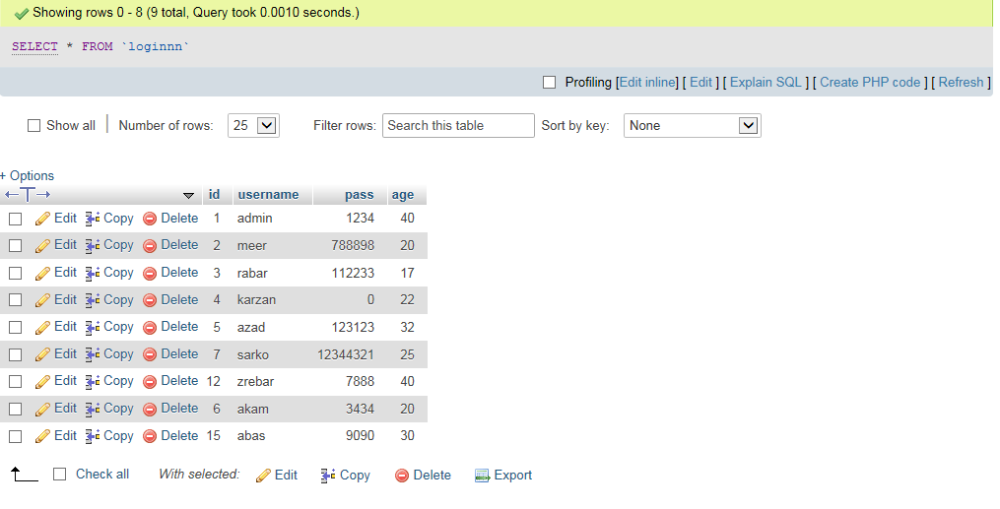 Showing rows 0 - 8 (9 total, Query took 0.0010 seconds.)
SELECT * FROM `loginnn`
Profiling [Edit inline] [ Edit ] [ Explain SQL ] [ Create PHP code ] [ Refresh ]
Show all Number of rows: 25 Filter rows: Search this table Sort by key: None
+ Options
←T→ id username pass age
Edit Copy Delete 1 admin 1234 40
Edit Copy Delete 2 meer 788898 20
Edit Copy Delete 3 rabar 112233 17
Edit Copy Delete 4 karzan 0 22
Edit Copy Delete 5 azad 123123 32
Edit Copy Delete 7 sarko 12344321 25
Edit Copy Delete 12 zrebar 7888 40
Edit Copy Delete 6 akam 3434 20
Edit Copy Delete 15 abas 9090 30
Check all With selected: Edit Copy Delete Export